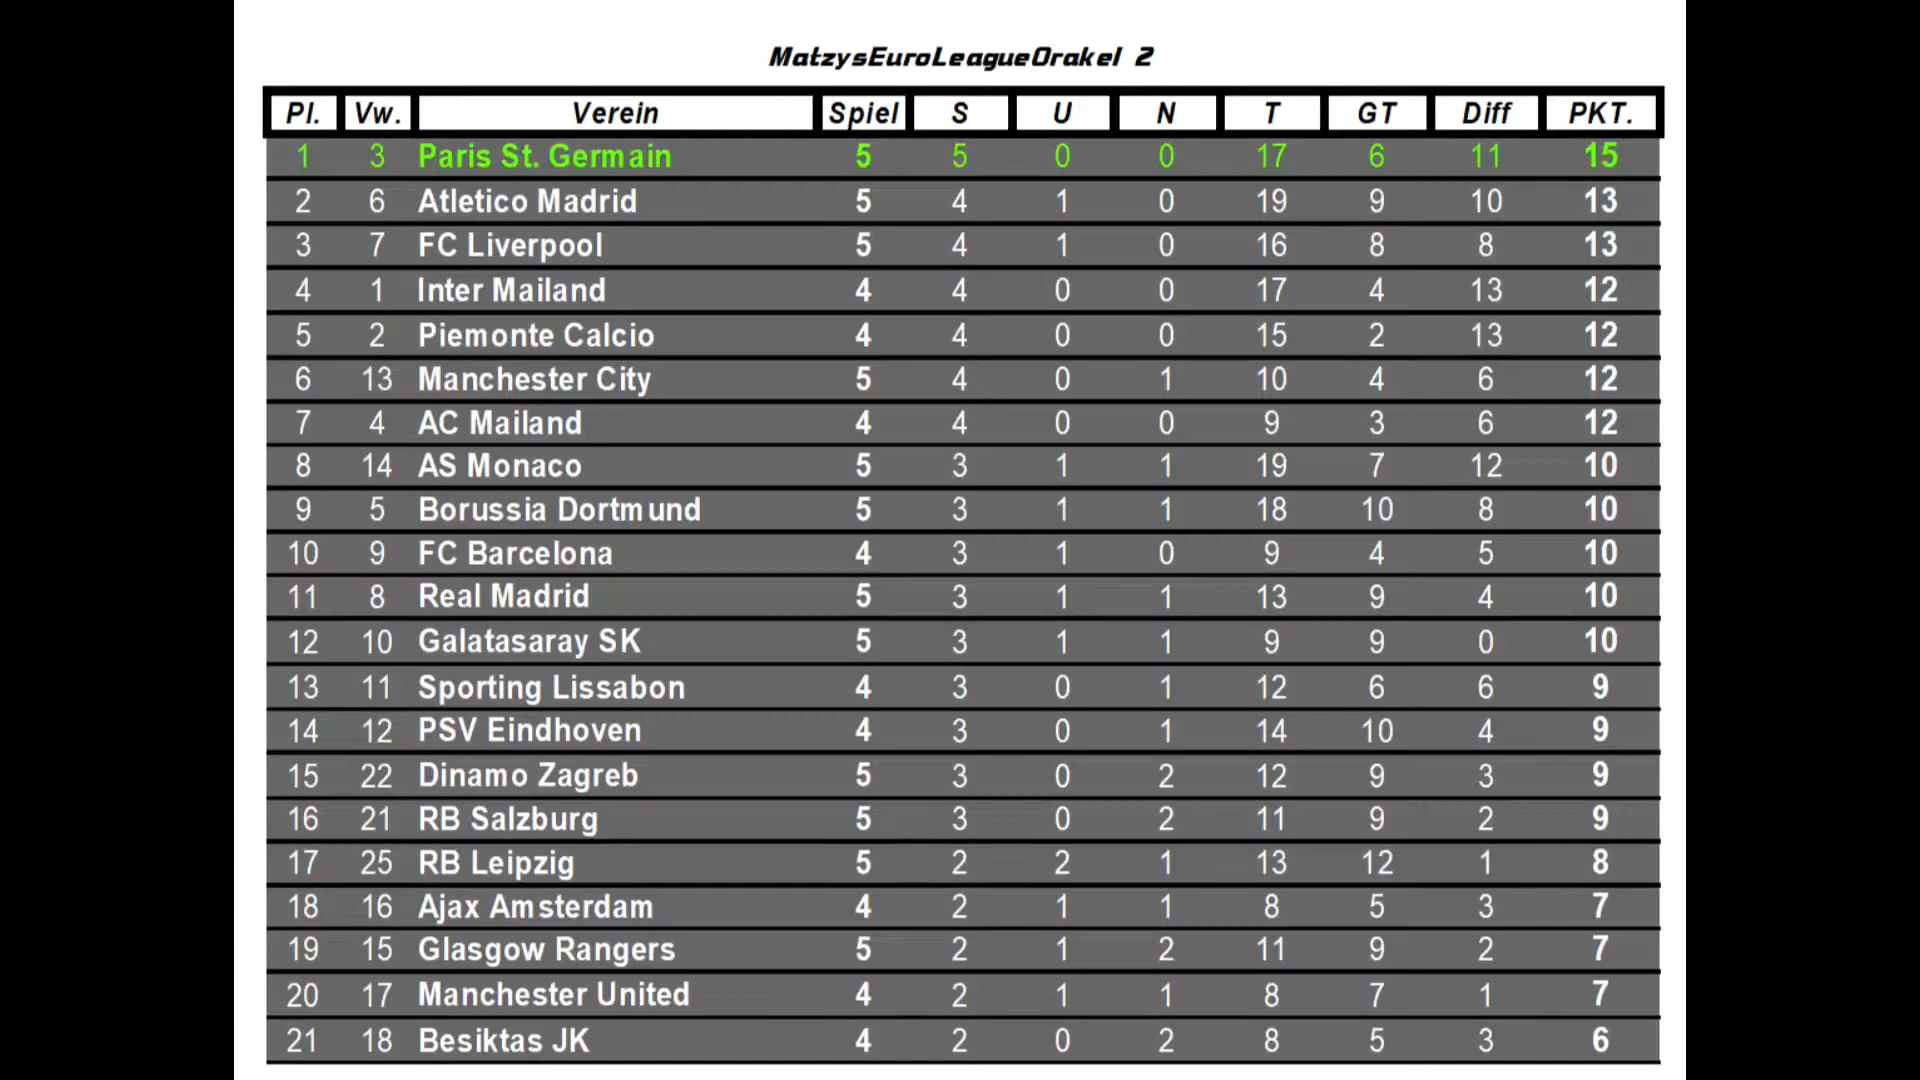 MatzysEuroLeagueOrakel 2
Pl. Vw. Verein Spiel S U N T GT Diff PKT.
1 3 Paris St. Germain 5 5 0 0 17 6 11 15
2 6 Atletico Madrid 5 4 1 0 19 9 10 13
3 7 FC Liverpool 5 4 1 0 16 8 8 13
4 1 Inter Mailand 4 4 0 0 17 4 13 12
5 2 Piemonte Calcio 4 4 0 0 15 2 13 12
6 13 Manchester City 5 4 0 1 10 4 6 12
7 4 AC Mailand 4 4 0 0 9 3 6 12
8 14 AS Monaco 5 3 1 1 19 7 12 10
9 5 Borussia Dortmund 5 3 1 1 18 10 8 10
10 9 FC Barcelona 4 3 1 0 9 4 5 10
11 8 Real Madrid 5 3 1 1 13 9 4 10
12 10 Galatasaray SK 5 3 1 1 9 9 0 10
13 11 Sporting Lissabon 4 3 0 1 12 6 6 9
14 12 PSV Eindhoven 4 3 0 1 14 10 4 9
15 22 Dinamo Zagreb 5 3 0 2 12 9 3 9
16 21 RB Salzburg 5 3 0 2 11 9 2 9
17 25 RB Leipzig 5 2 2 1 13 12 1 8
18 16 Ajax Amsterdam 4 2 1 1 8 5 3 7
19 15 Glasgow Rangers 5 2 1 2 11 9 2 7
20 17 Manchester United 4 2 1 1 8 7 1 7
21 18 Besiktas JK 4 2 0 2 8 5 3 6